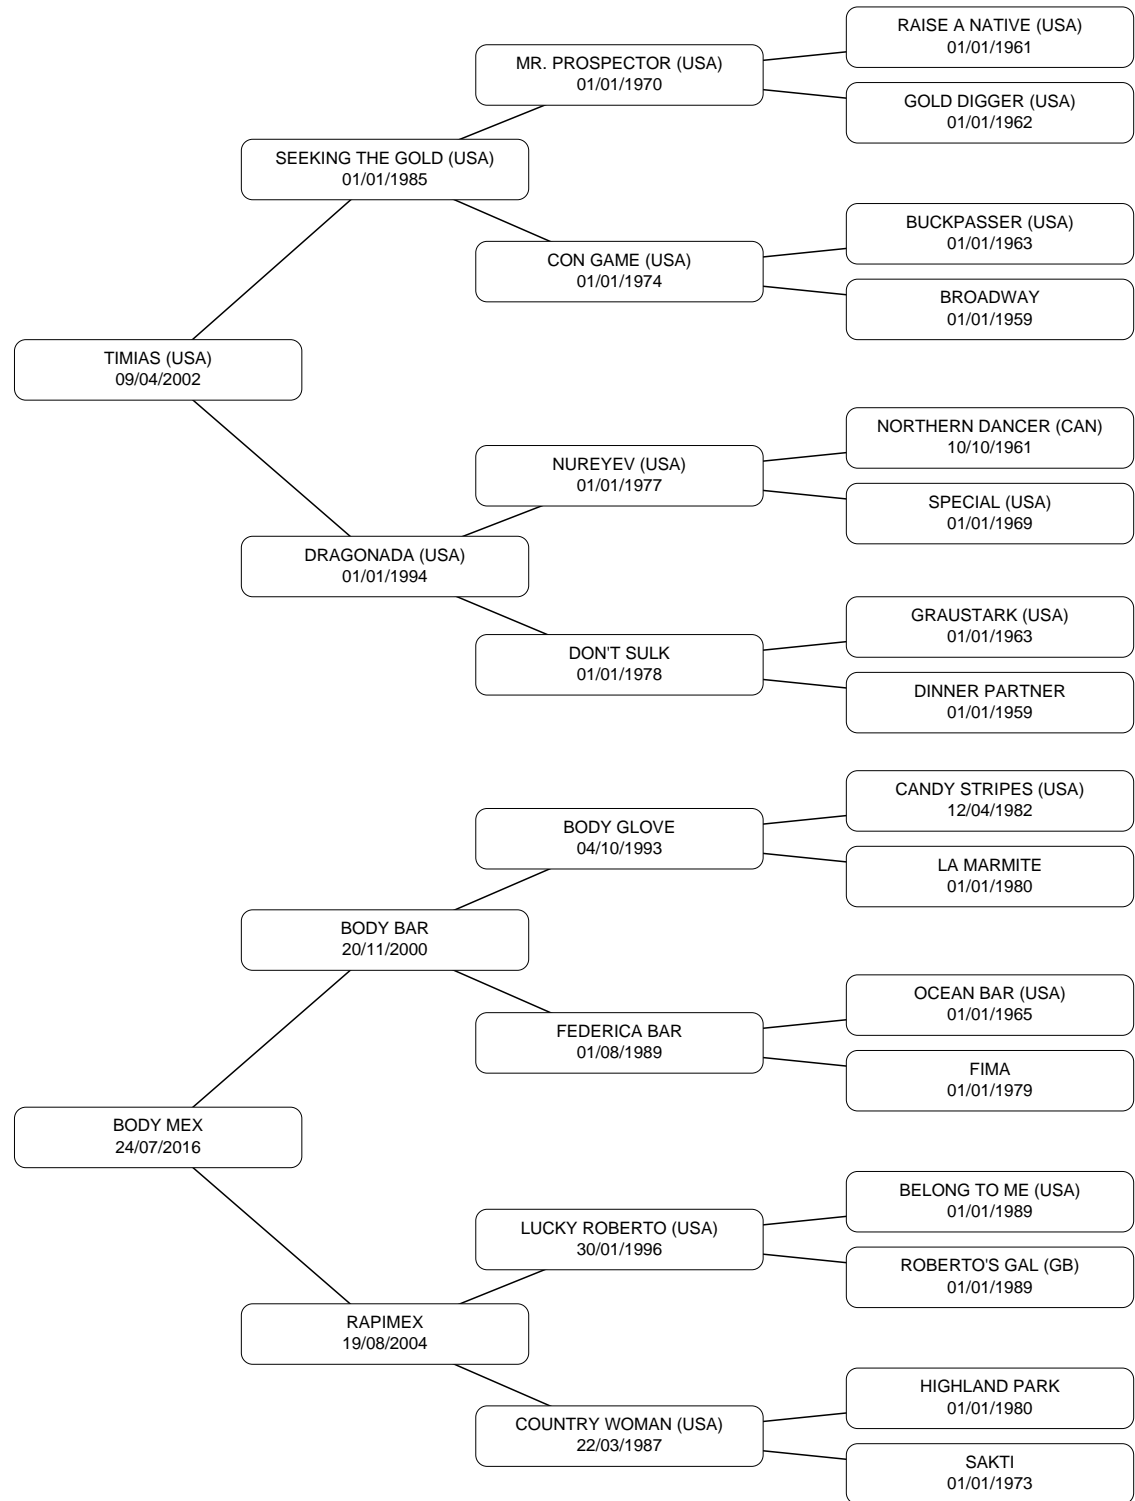 RAISE A NATIVE (USA)
01/01/1961
MR. PROSPECTOR (USA)
01/01/1970
GOLD DIGGER (USA)
01/01/1962
SEEKING THE GOLD (USA)
01/01/1985
BUCKPASSER (USA)
01/01/1963
CON GAME (USA)
01/01/1974
BROADWAY
01/01/1959
TIMIAS (USA)
09/04/2002
NORTHERN DANCER (CAN)
10/10/1961
NUREYEV (USA)
01/01/1977
SPECIAL (USA)
01/01/1969
DRAGONADA (USA)
01/01/1994
GRAUSTARK (USA)
01/01/1963
DON'T SULK
01/01/1978
DINNER PARTNER
01/01/1959
CANDY STRIPES (USA)
12/04/1982
BODY GLOVE
04/10/1993
LA MARMITE
01/01/1980
BODY BAR
20/11/2000
OCEAN BAR (USA)
01/01/1965
FEDERICA BAR
01/08/1989
FIMA
01/01/1979
BODY MEX
24/07/2016
BELONG TO ME (USA)
01/01/1989
LUCKY ROBERTO (USA)
30/01/1996
ROBERTO'S GAL (GB)
01/01/1989
RAPIMEX
19/08/2004
HIGHLAND PARK
01/01/1980
COUNTRY WOMAN (USA)
22/03/1987
SAKTI
01/01/1973